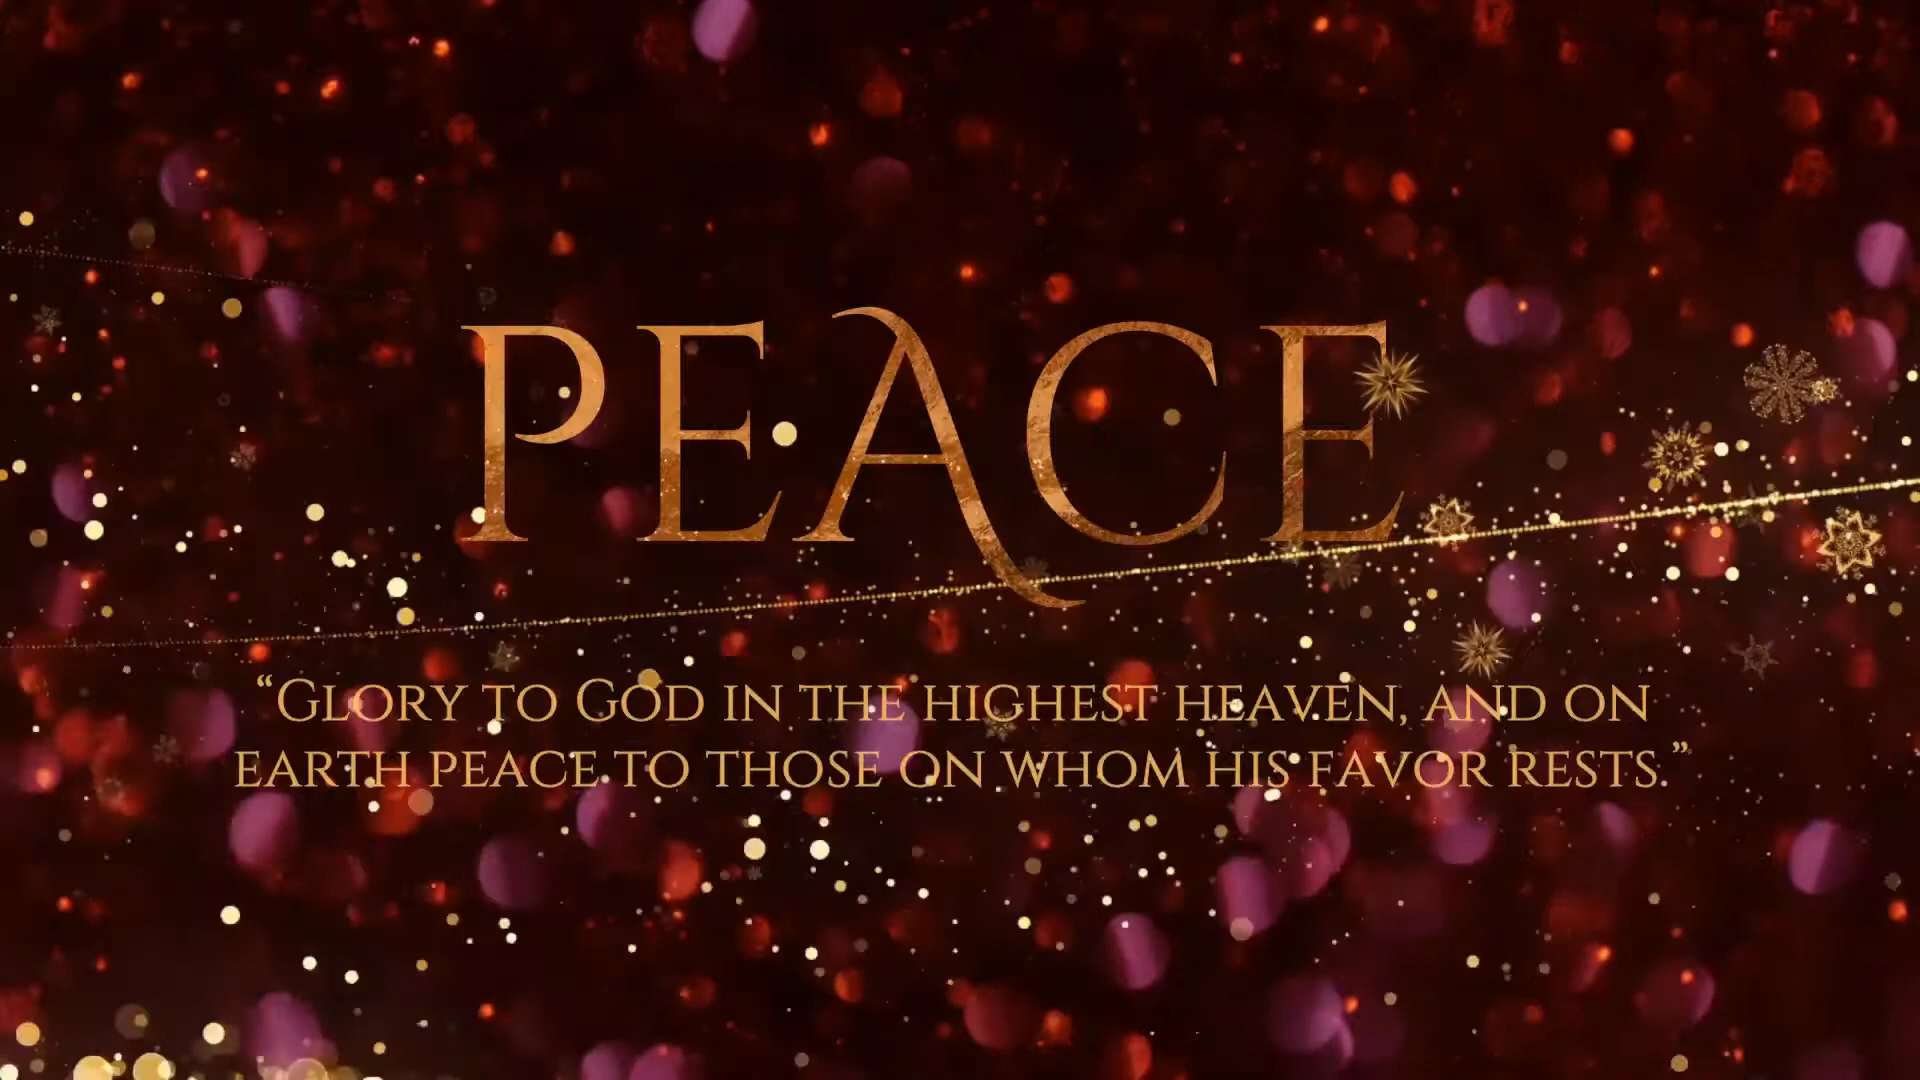 PEACE
“Glory to God in the highest heaven, and on
earth peace to those on whom his favor rests.”